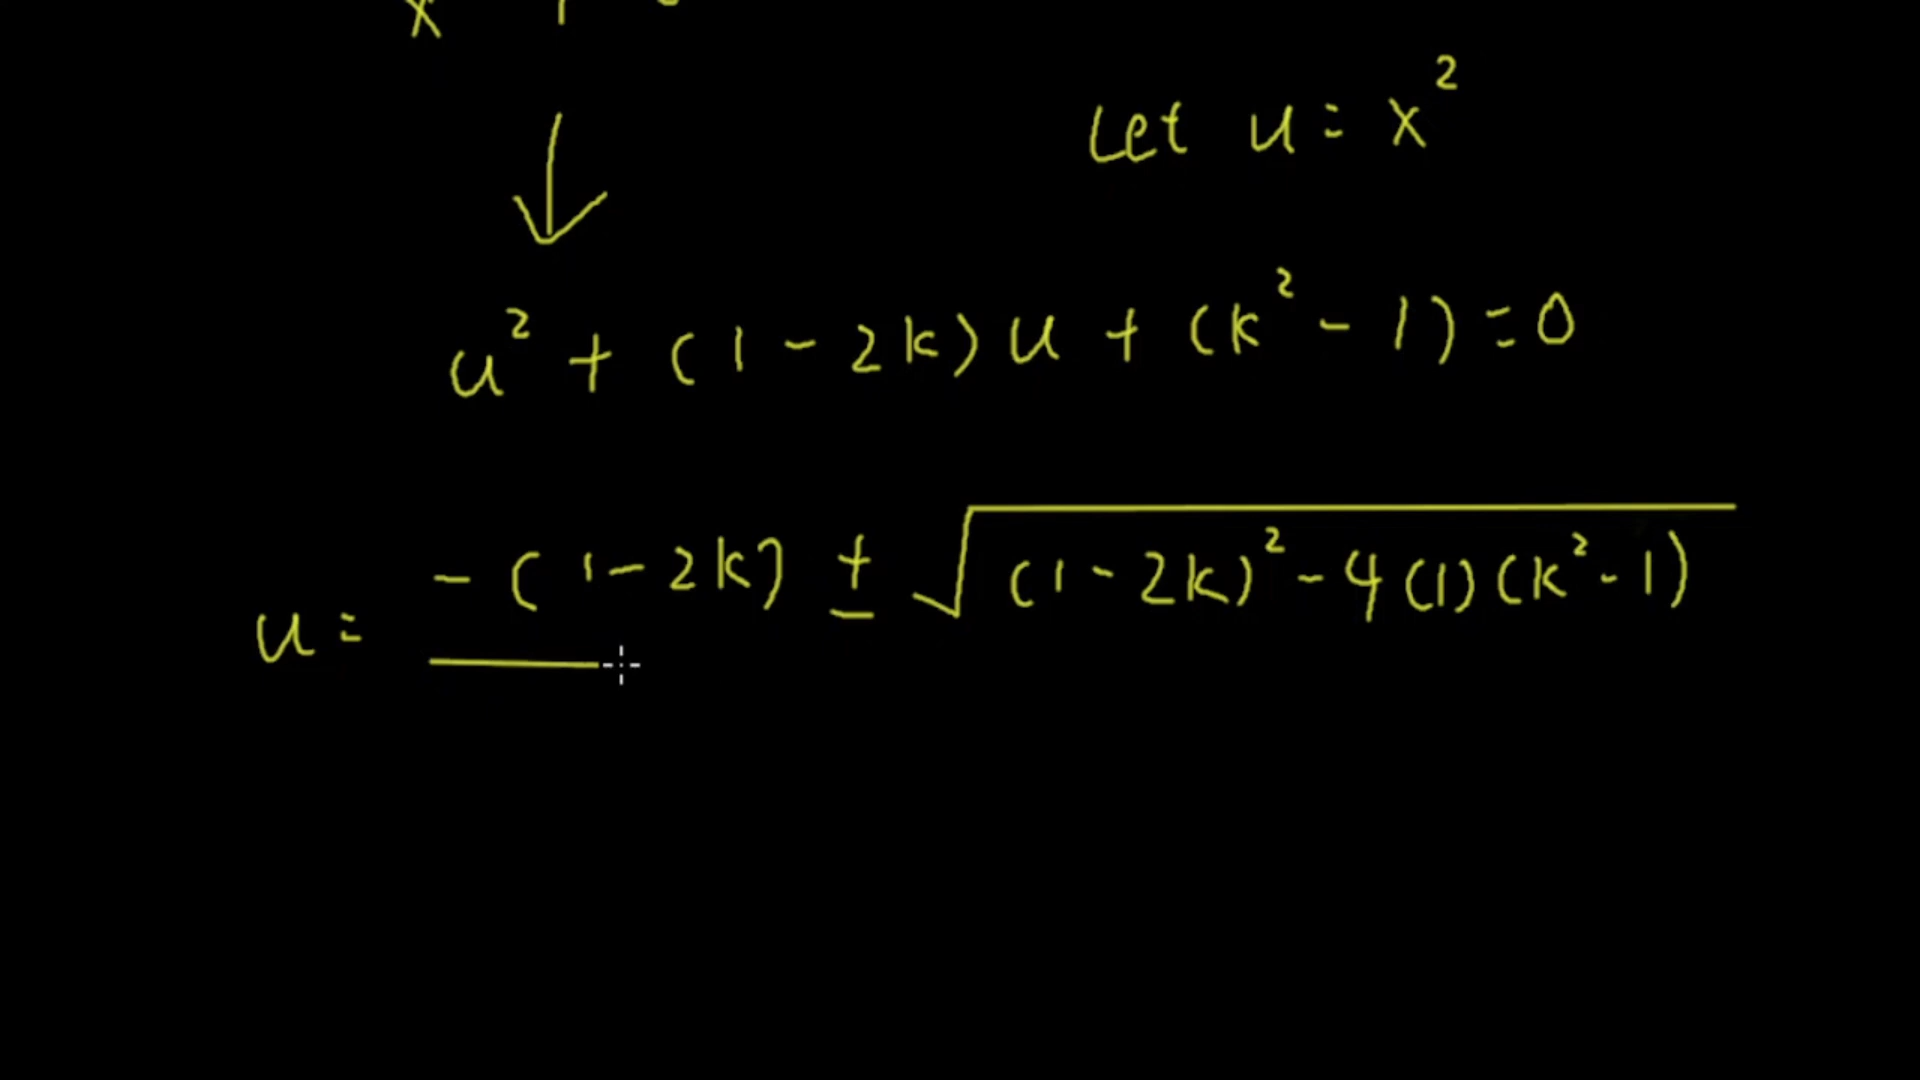 Let u = x²
u² + (1 - 2k) u + (k² - 1) = 0
u = -(1 - 2k) ± √(1 - 2k)² - 4(1)(k² - 1)